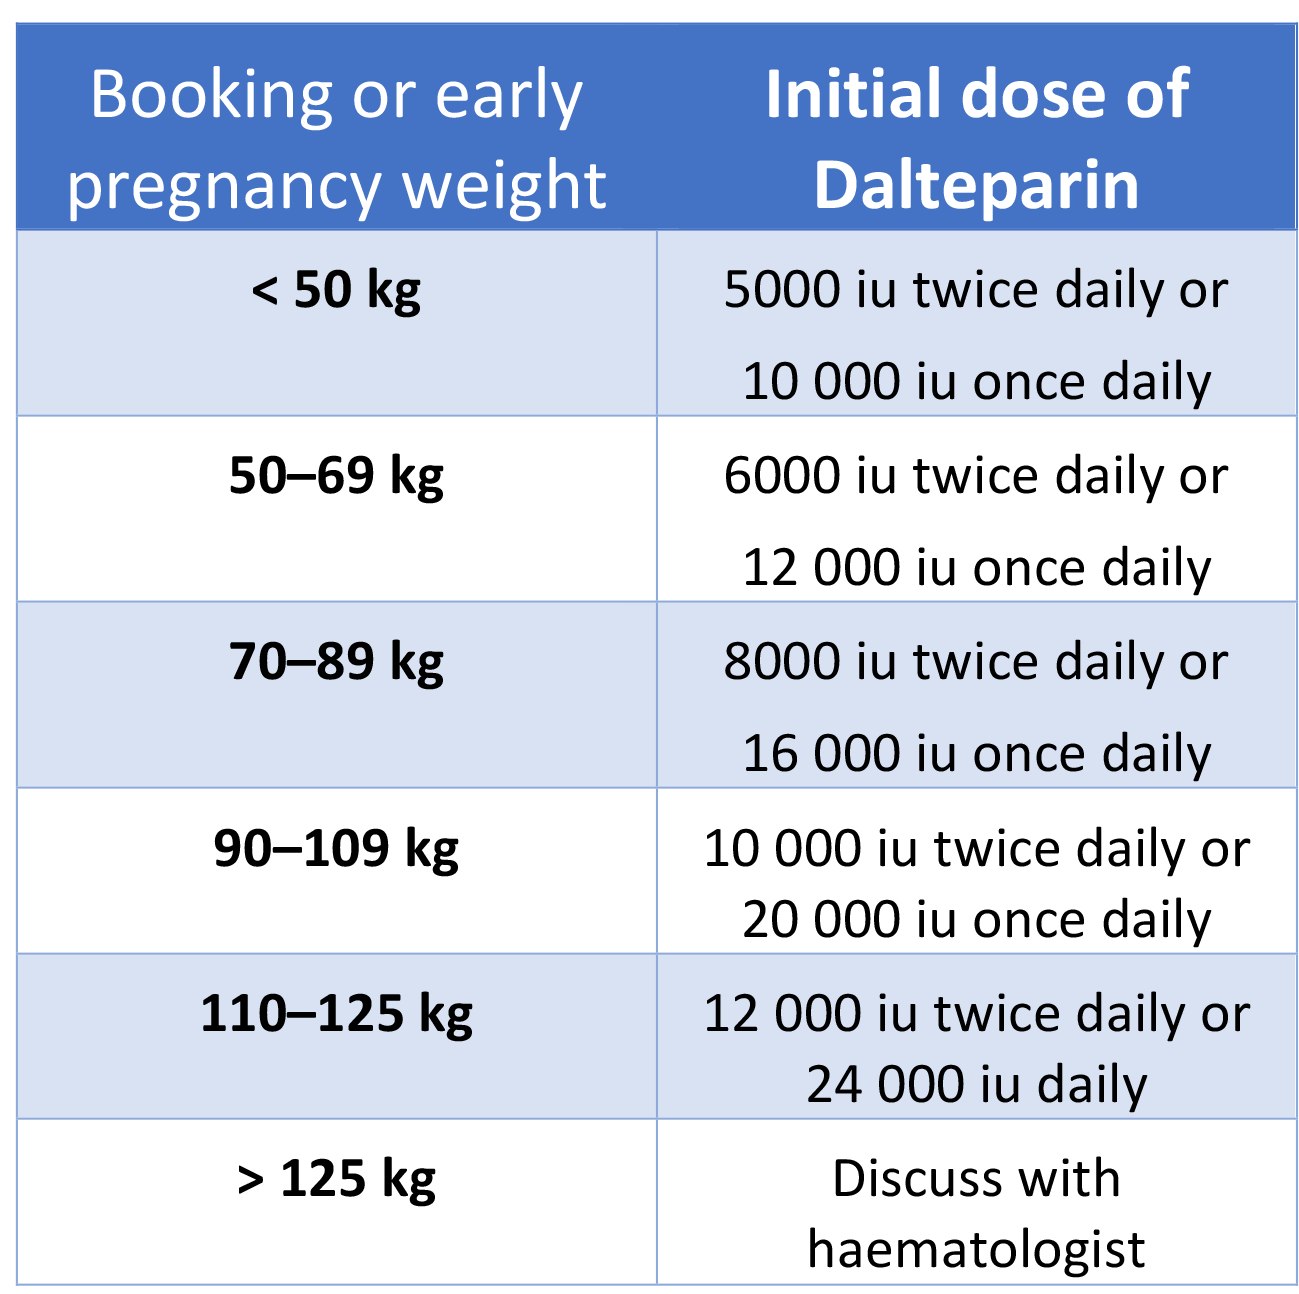 Booking or early
pregnancy weight
Initial dose of
Dalteparin
< 50 kg
5000 iu twice daily or
10 000 iu once daily
50–69 kg
6000 iu twice daily or
12 000 iu once daily
70–89 kg
8000 iu twice daily or
16 000 iu once daily
90–109 kg
10 000 iu twice daily or
20 000 iu once daily
110–125 kg
12 000 iu twice daily or
24 000 iu daily
> 125 kg
Discuss with
haematologist